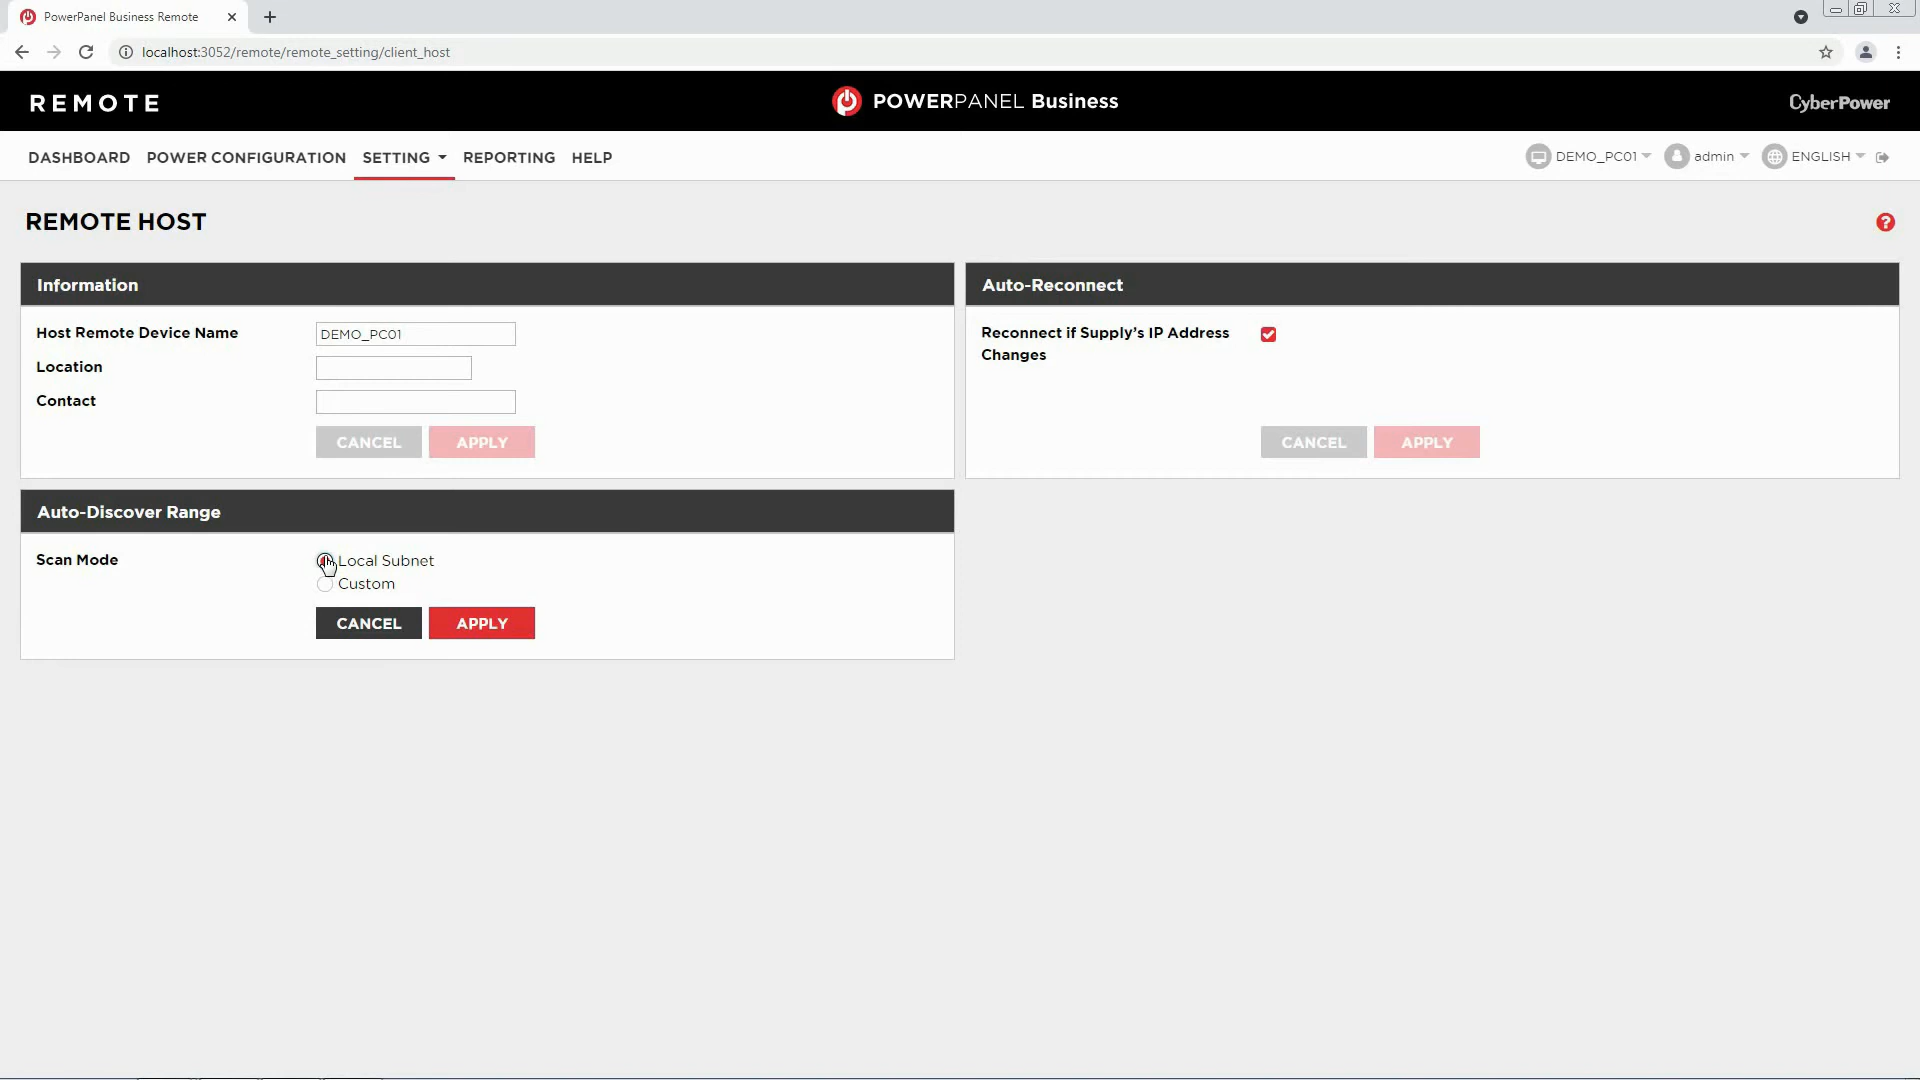 PowerPanel Business Remote
localhost:3052/remote/remote_setting/client_host
REMOTE
POWERPANEL Business
CyberPower
DASHBOARD POWER CONFIGURATION SETTING REPORTING HELP
DEMO_PC01 admin ENGLISH
REMOTE HOST
?
Information
Host Remote Device Name DEMO_PC01
Location
Contact
CANCEL APPLY
Auto-Reconnect
Reconnect if Supply's IP Address
Changes
CANCEL APPLY
Auto-Discover Range
Scan Mode Local Subnet
Custom
CANCEL APPLY